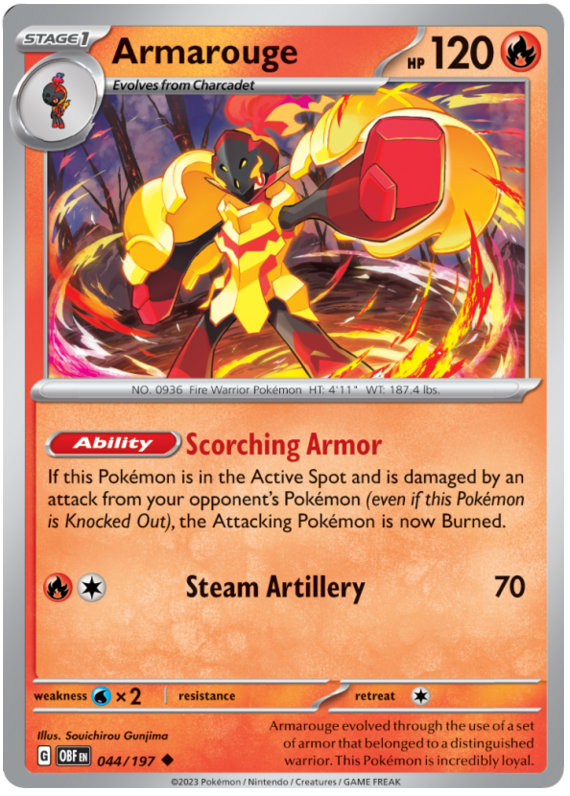 STAGE1
Armarouge
HP 120
Evolves from Charcadet
NO. 0936 Fire Warrior Pokémon HT: 4'11" WT: 187.4 lbs.
Ability Scorching Armor
If this Pokémon is in the Active Spot and is damaged by an
attack from your opponent's Pokémon (even if this Pokémon
is Knocked Out), the Attacking Pokémon is now Burned.
Steam Artillery 70
weakness ×2 resistance retreat
Illus. Souichirou Gunjima
G OBF EN 044/197
Armarouge evolved through the use of a set
of armor that belonged to a distinguished
warrior. This Pokémon is incredibly loyal.
©2023 Pokémon / Nintendo / Creatures / GAME FREAK